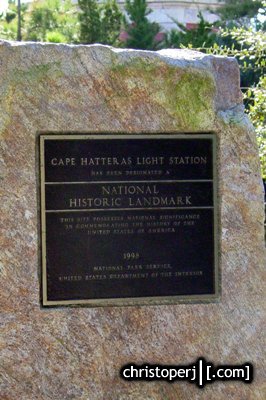 CAPE HATTERAS LIGHT STATION
HAS BEEN DESIGNATED A
NATIONAL
HISTORIC LANDMARK
THIS SITE POSSESSES NATIONAL SIGNIFICANCE
IN COMMEMORATING THE HISTORY OF THE
UNITED STATES OF AMERICA
1998
NATIONAL PARK SERVICE
UNITED STATES DEPARTMENT OF THE INTERIOR
christoperj||[.com]